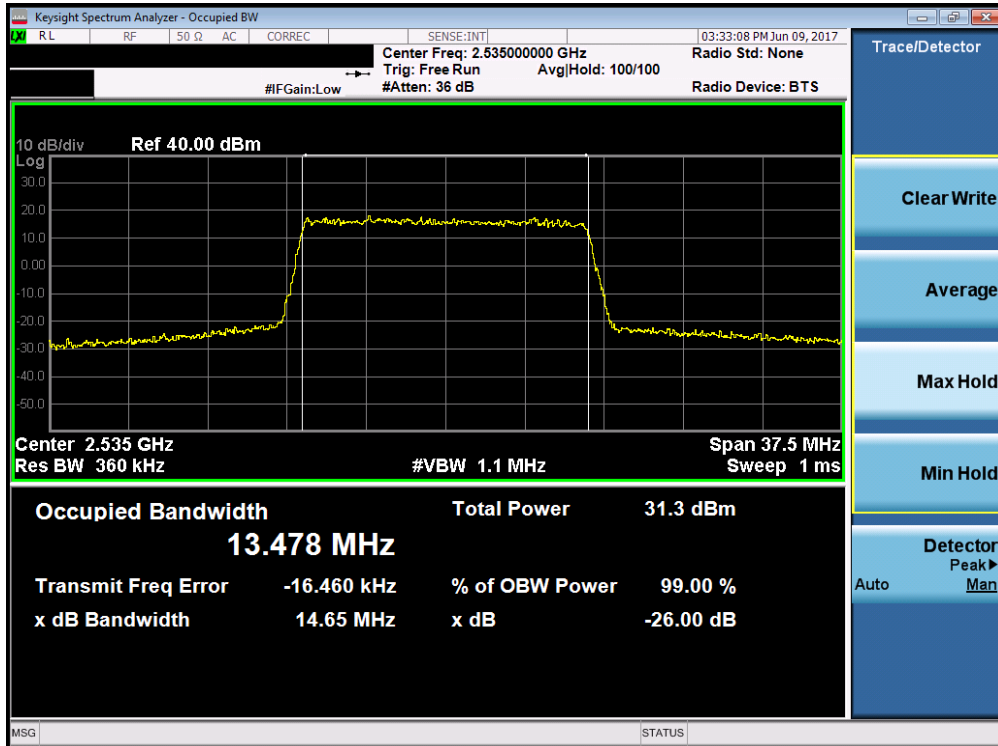 Keysight Spectrum Analyzer - Occupied BW
LXI RL RF 50 Ω AC CORREC SENSE:INT 03:33:08 PM Jun 09, 2017
Center Freq: 2.535000000 GHz Radio Std: None
Trig: Free Run Avg|Hold: 100/100
#IFGain:Low #Atten: 36 dB Radio Device: BTS
10 dB/div Ref 40.00 dBm
Log
30.0
20.0
10.0
0.00
-10.0
-20.0
-30.0
-40.0
-50.0
Center 2.535 GHz Span 37.5 MHz
Res BW 360 kHz #VBW 1.1 MHz Sweep 1 ms
Occupied Bandwidth Total Power 31.3 dBm
13.478 MHz
Transmit Freq Error -16.460 kHz % of OBW Power 99.00 %
x dB Bandwidth 14.65 MHz x dB -26.00 dB
Trace/Detector
Clear Write
Average
Max Hold
Min Hold
Detector
Peak▶
Auto Man
MSG STATUS